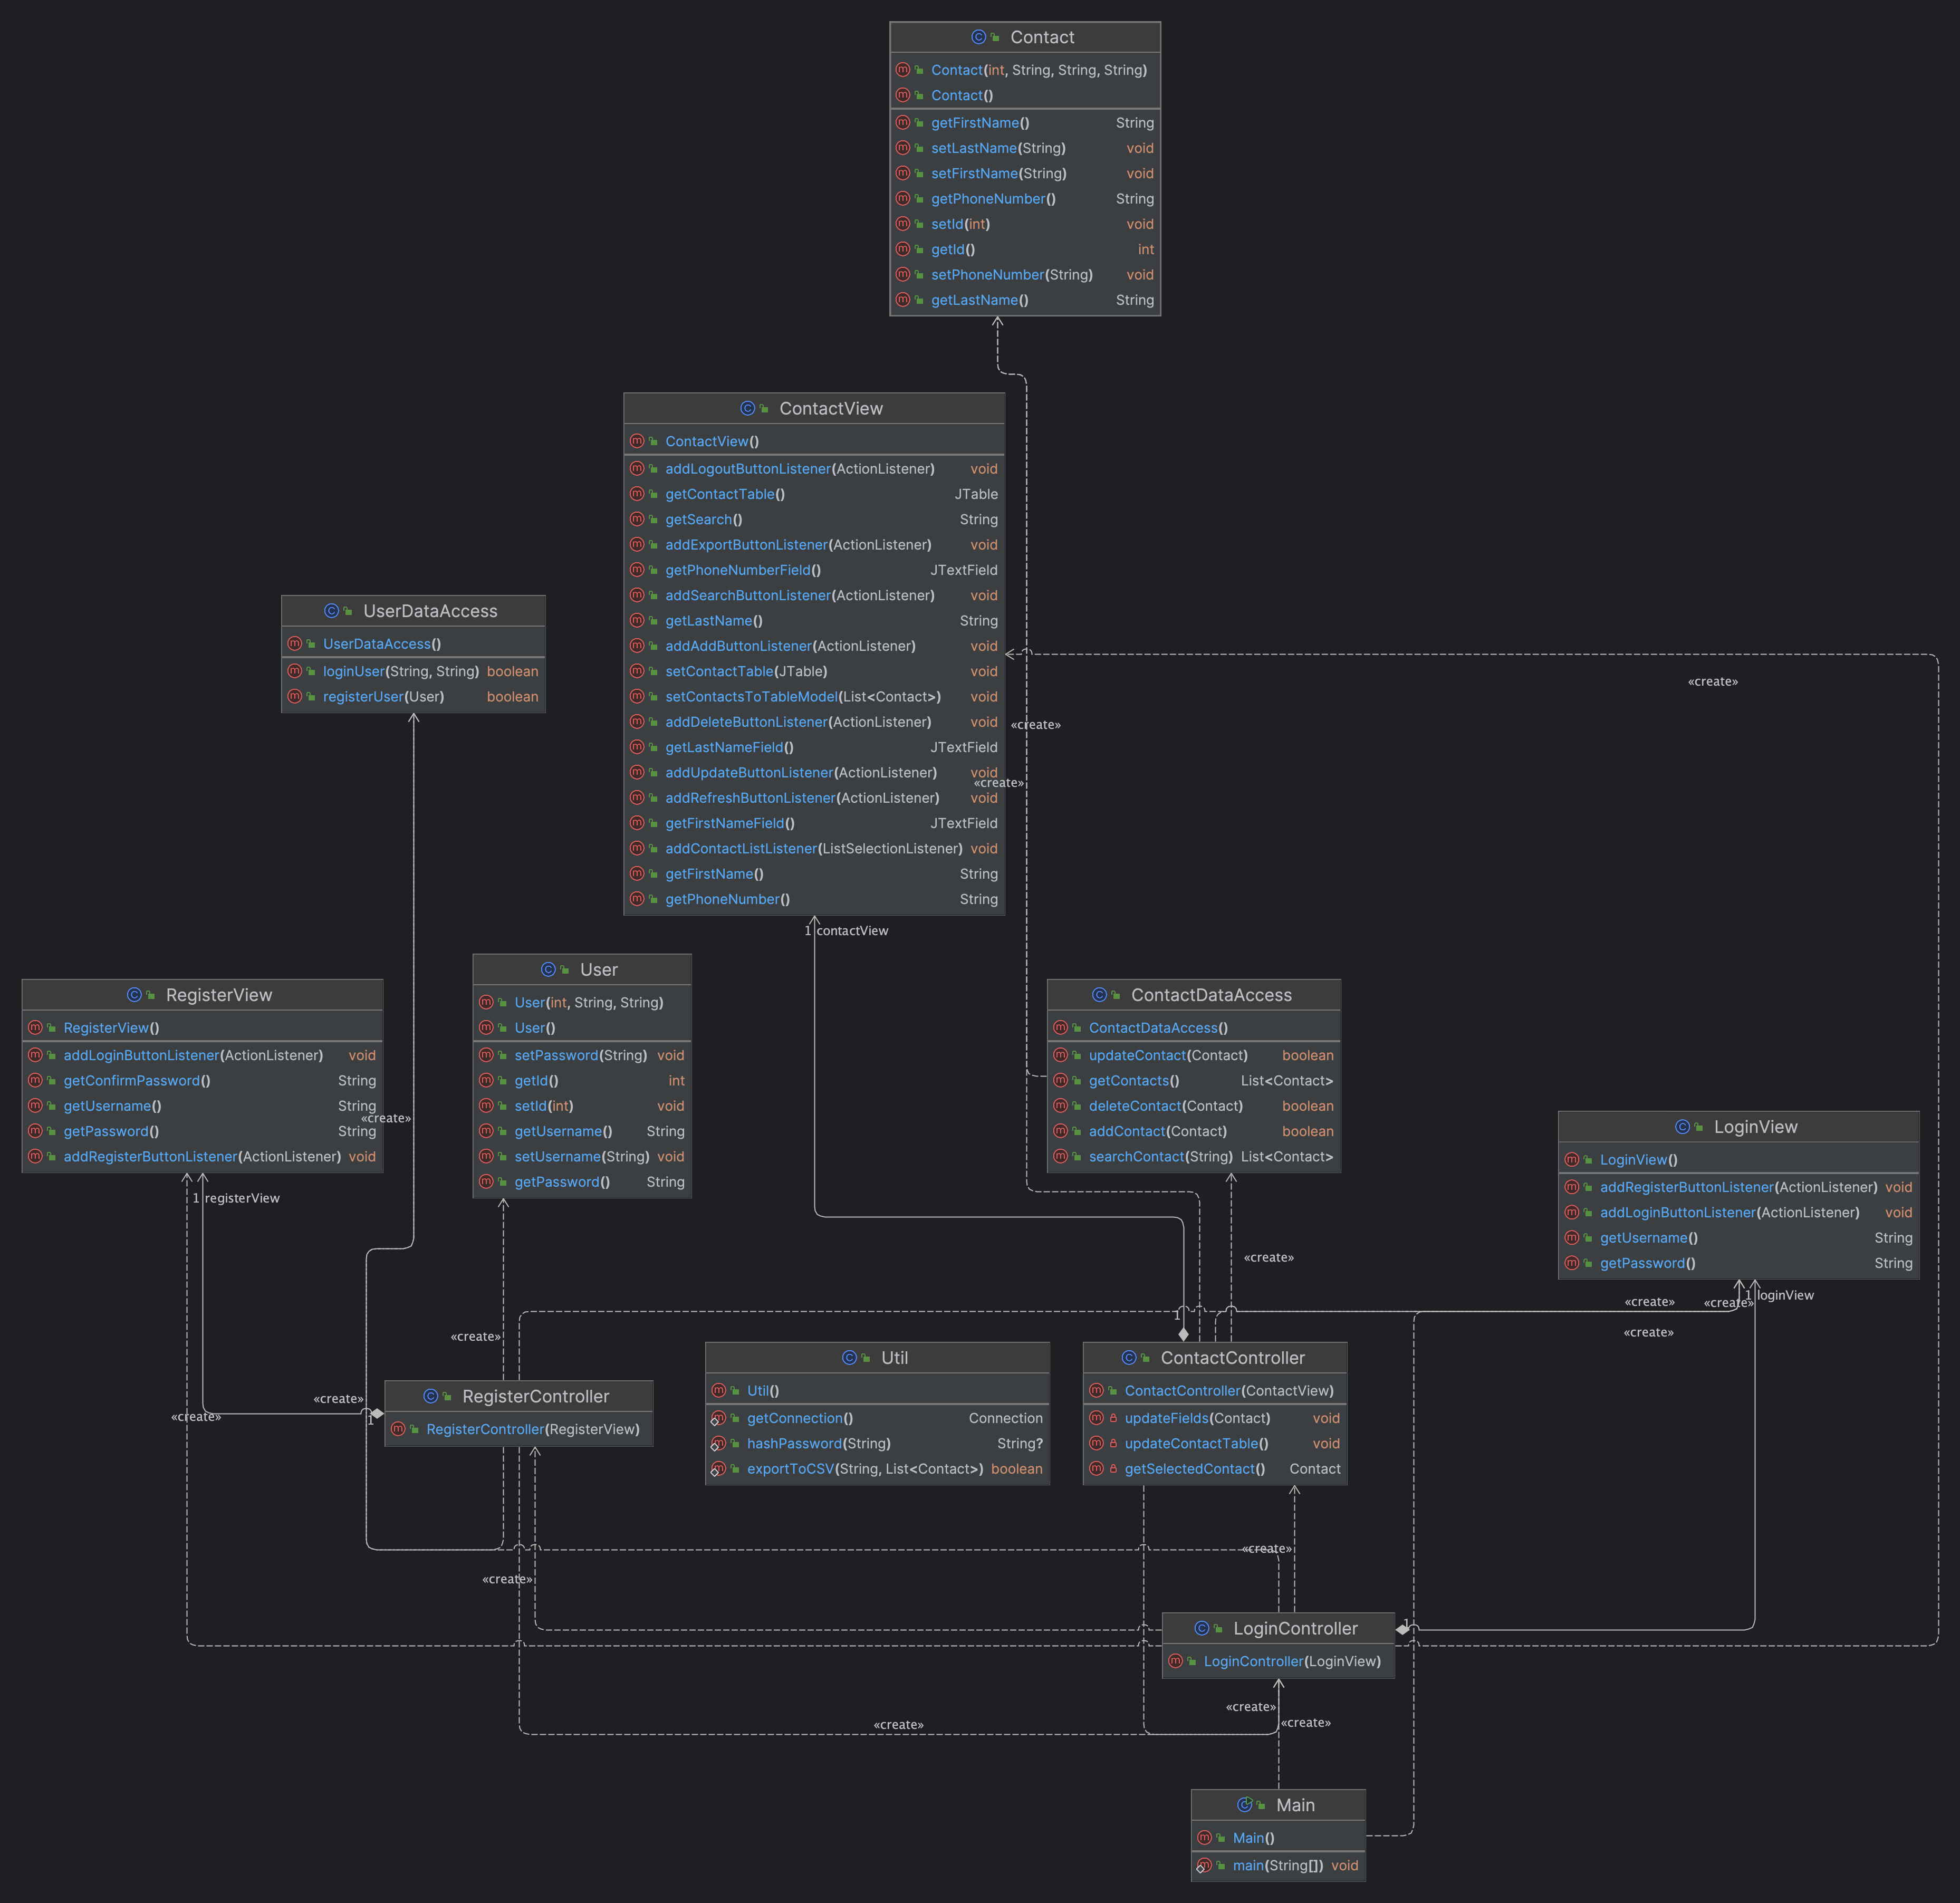 Contact
Contact(int, String, String, String)
Contact()
getFirstName() String
setLastName(String) void
setFirstName(String) void
getPhoneNumber() String
setId(int) void
getId() int
setPhoneNumber(String) void
getLastName() String
ContactView
ContactView()
addLogoutButtonListener(ActionListener) void
getContactTable() JTable
getSearch() String
addExportButtonListener(ActionListener) void
getPhoneNumberField() JTextField
addSearchButtonListener(ActionListener) void
getLastName() String
addAddButtonListener(ActionListener) void
setContactTable(JTable) void
setContactsToTableModel(List<Contact>) void
addDeleteButtonListener(ActionListener) void
getLastNameField() JTextField
addUpdateButtonListener(ActionListener) void
addRefreshButtonListener(ActionListener) void
getFirstNameField() JTextField
addContactListListener(ListSelectionListener) void
getFirstName() String
getPhoneNumber() String
UserDataAccess
UserDataAccess()
loginUser(String, String) boolean
registerUser(User) boolean
«create»
«create»
«create»
1 contactView
RegisterView
RegisterView()
addLoginButtonListener(ActionListener) void
getConfirmPassword() String
getUsername() String
getPassword() String
addRegisterButtonListener(ActionListener) void
«create»
1 registerView
User
User(int, String, String)
User()
setPassword(String) void
getId() int
setId(int) void
getUsername() String
setUsername(String) void
getPassword() String
ContactDataAccess
ContactDataAccess()
updateContact(Contact) boolean
getContacts() List<Contact>
deleteContact(Contact) boolean
addContact(Contact) boolean
searchContact(String) List<Contact>
LoginView
LoginView()
addRegisterButtonListener(ActionListener) void
addLoginButtonListener(ActionListener) void
getUsername() String
getPassword() String
«create»
1 loginView
«create»
«create»
«create»
1
«create»
RegisterController
RegisterController(RegisterView)
«create»
«create»
1
Util
Util()
getConnection() Connection
hashPassword(String) String?
exportToCSV(String, List<Contact>) boolean
ContactController
ContactController(ContactView)
updateFields(Contact) void
updateContactTable() void
getSelectedContact() Contact
«create»
«create»
LoginController
LoginController(LoginView)
1
«create»
«create»
«create»
Main
Main()
main(String[]) void